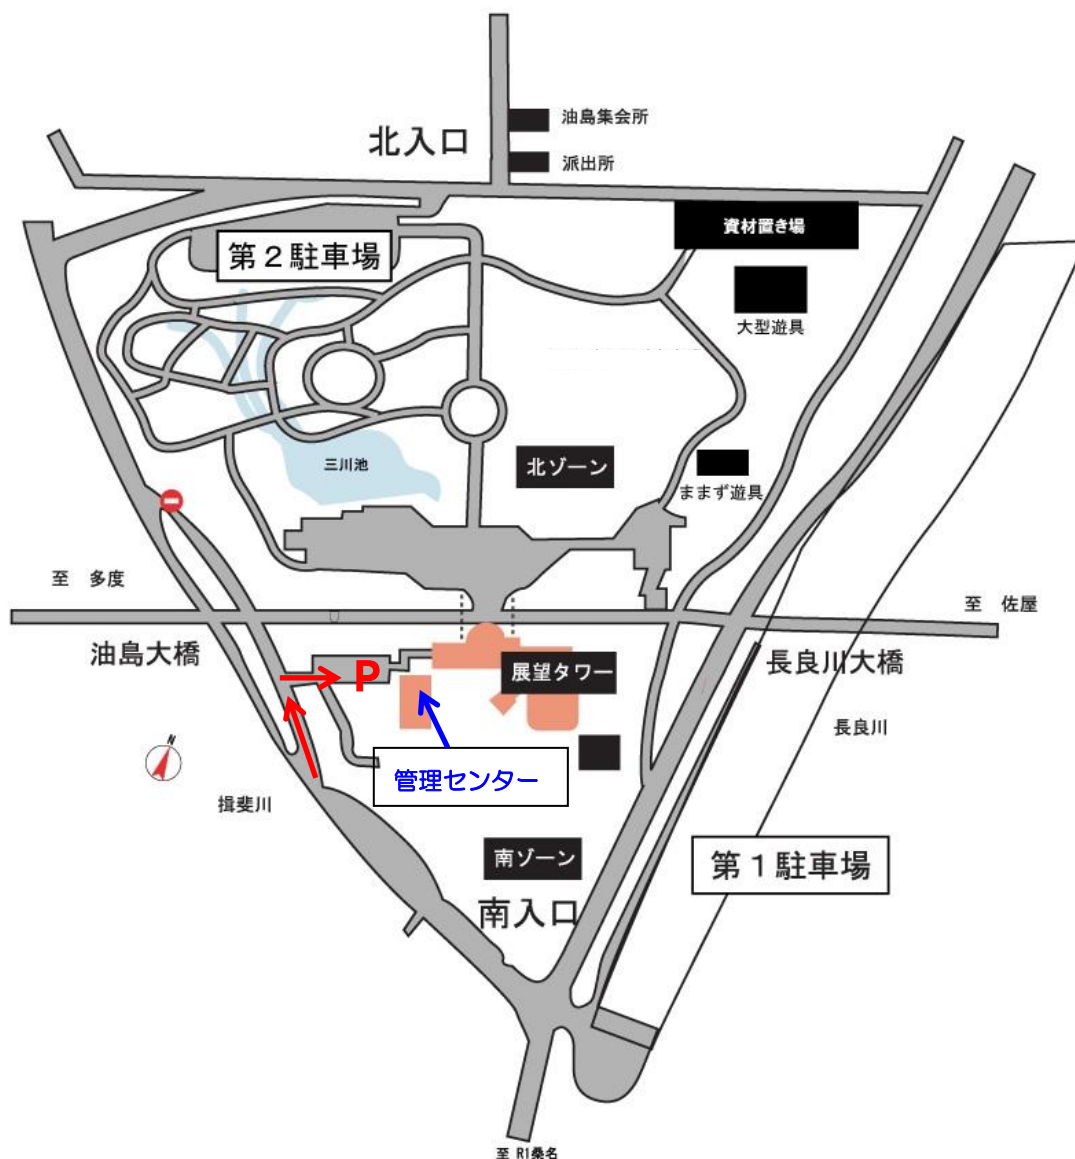 油島集会所
北入口
派出所
資材置き場
第２駐車場
大型遊具
三川池
北ゾーン
ままず遊具
至　多度
至　佐屋
油島大橋
P
展望タワー
長良川大橋
長良川
N
管理センター
揖斐川
南ゾーン
第１駐車場
南入口
至 R1桑名